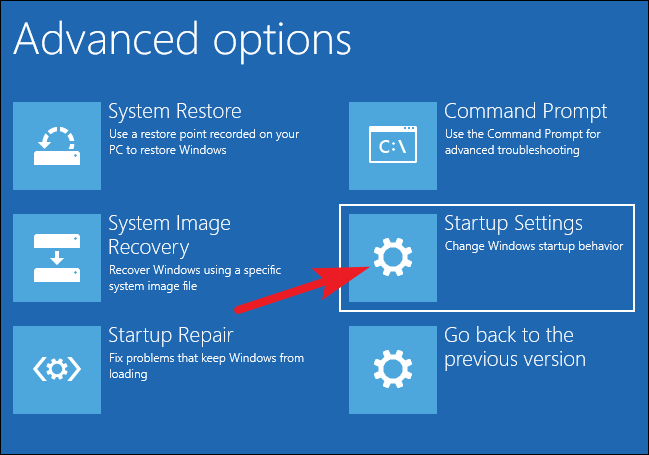 Advanced options
System Restore
Use a restore point recorded on your
PC to restore Windows
Command Prompt
Use the Command Prompt for
advanced troubleshooting
C:\
System Image
Recovery
Recover Windows using a specific
system image file
Startup Settings
Change Windows startup behavior
Startup Repair
Fix problems that keep Windows from
loading
Go back to the
previous version